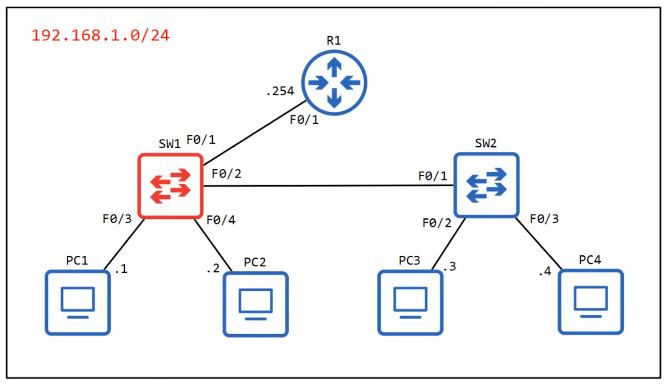 192.168.1.0/24
R1
.254
F0/1
SW1
F0/1
SW2
F0/2
F0/1
F0/3
F0/4
F0/2
F0/3
PC1
.1
.2
PC2
PC3
.3
.4
PC4